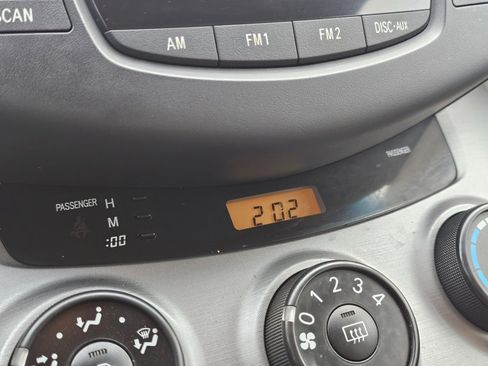 SCAN
AM FM1 FM2 DISC·AUX
PASSENGER H
M
:00
2:02
PASSENGER
0 1 2 3 4